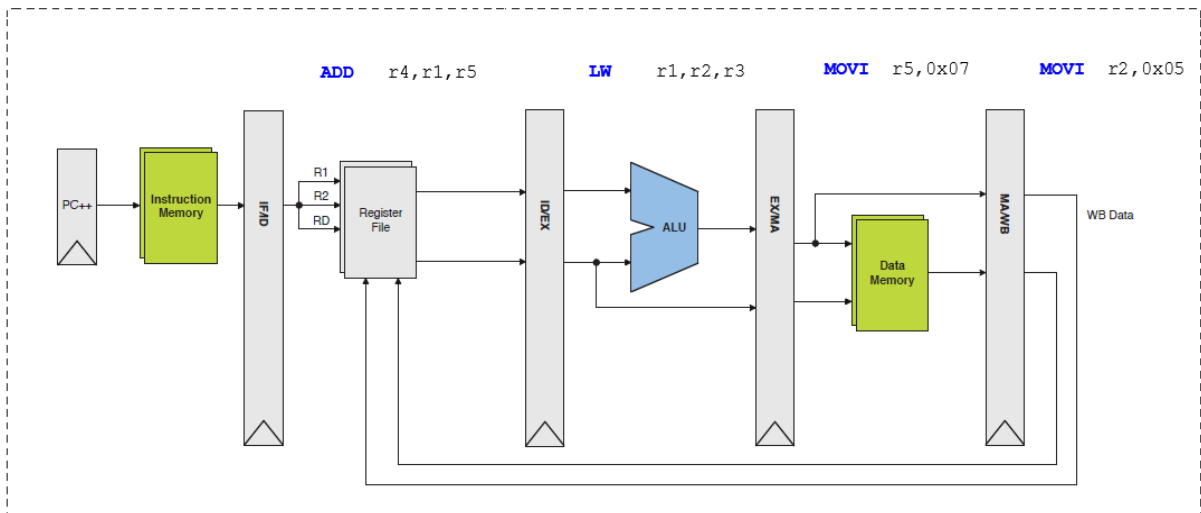 ADD r4,r1,r5
LW r1,r2,r3
MOVI r5,0x07
MOVI r2,0x05
PC++
Instruction
Memory
IF/ID
R1
R2
RD
Register
File
ID/EX
ALU
EX/MA
Data
Memory
MA/WB
WB Data